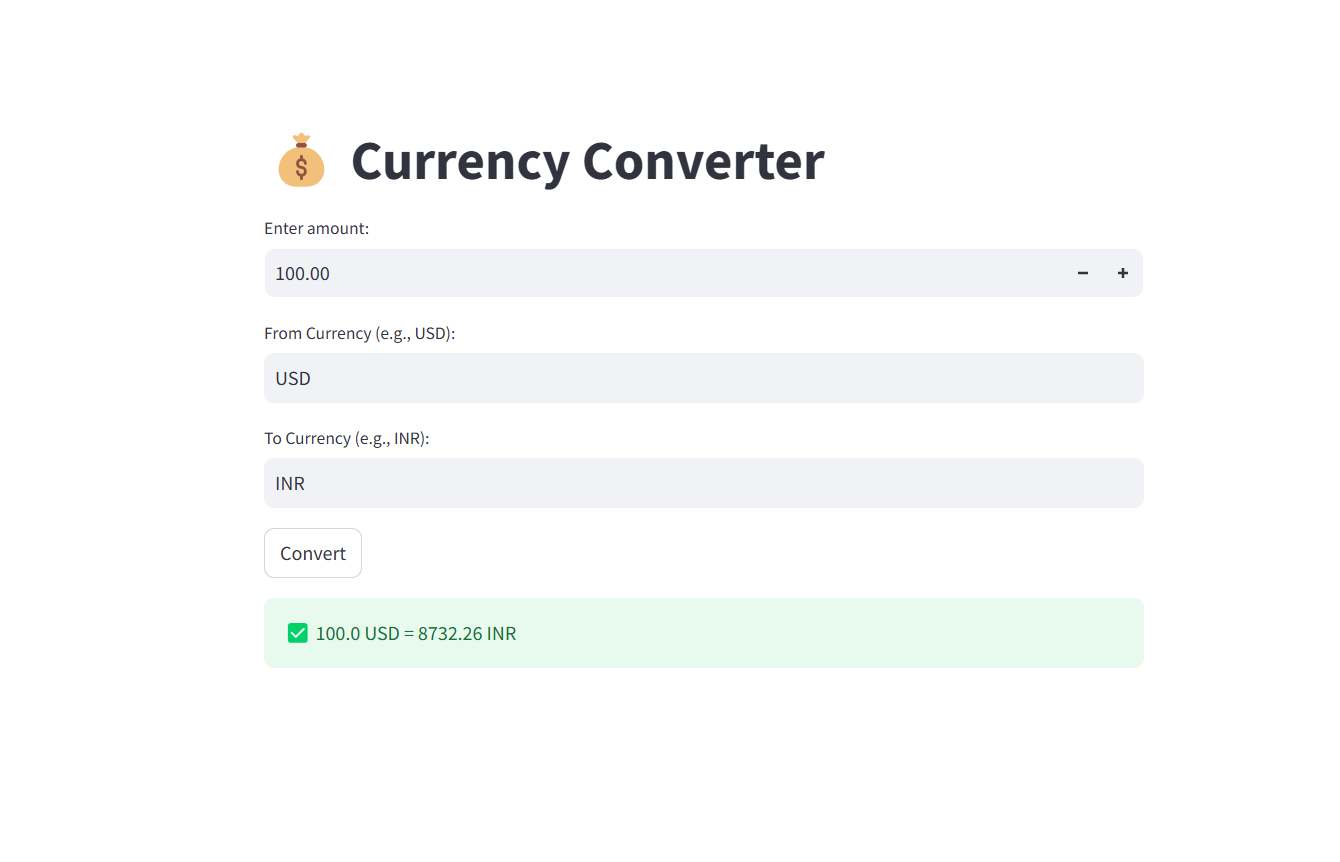 Currency Converter
Enter amount:
100.00
From Currency (e.g., USD):
USD
To Currency (e.g., INR):
INR
Convert
✅ 100.0 USD = 8732.26 INR